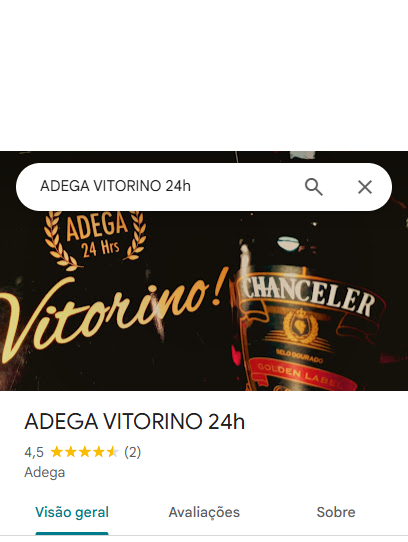 ADEGA VITORINO 24h
ADEGA
24 Hrs
Vitorino!
CHANCELER
SELO DOURADO
GOLDEN LABEL
ADEGA VITORINO 24h
4,5 (2)
Adega
Visão geral Avaliações Sobre